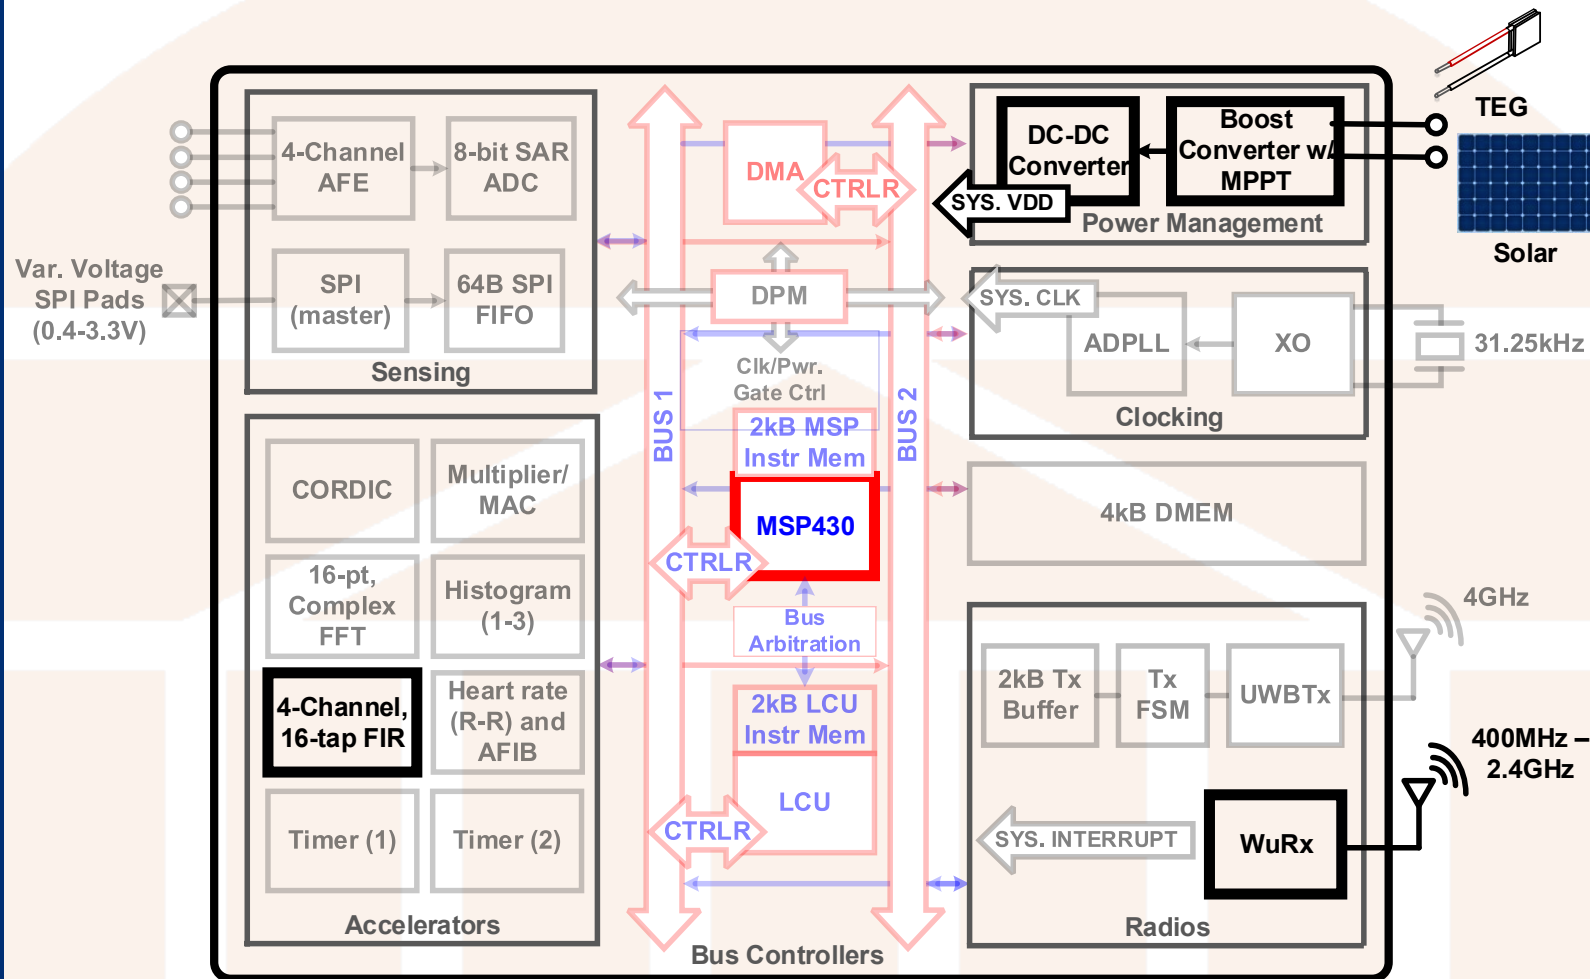 4-Channel
AFE
8-bit SAR
ADC
Var. Voltage
SPI Pads
(0.4-3.3V)
SPI
(master)
64B SPI
FIFO
Sensing
CORDIC
Multiplier/
MAC
16-pt,
Complex
FFT
Histogram
(1-3)
4-Channel,
16-tap FIR
Heart rate
(R-R) and
AFIB
Timer (1)
Timer (2)
Accelerators
BUS 1
DMA
CTRLR
DPM
Clk/Pwr.
Gate Ctrl
2kB MSP
Instr Mem
MSP430
CTRLR
Bus
Arbitration
2kB LCU
Instr Mem
LCU
CTRLR
BUS 2
Bus Controllers
DC-DC
Converter
Boost
Converter w/
MPPT
SYS. VDD
Power Management
TEG
Solar
SYS. CLK
ADPLL
XO
31.25kHz
Clocking
4kB DMEM
4GHz
2kB Tx
Buffer
Tx
FSM
UWBTx
400MHz –
2.4GHz
SYS. INTERRUPT
WuRx
Radios